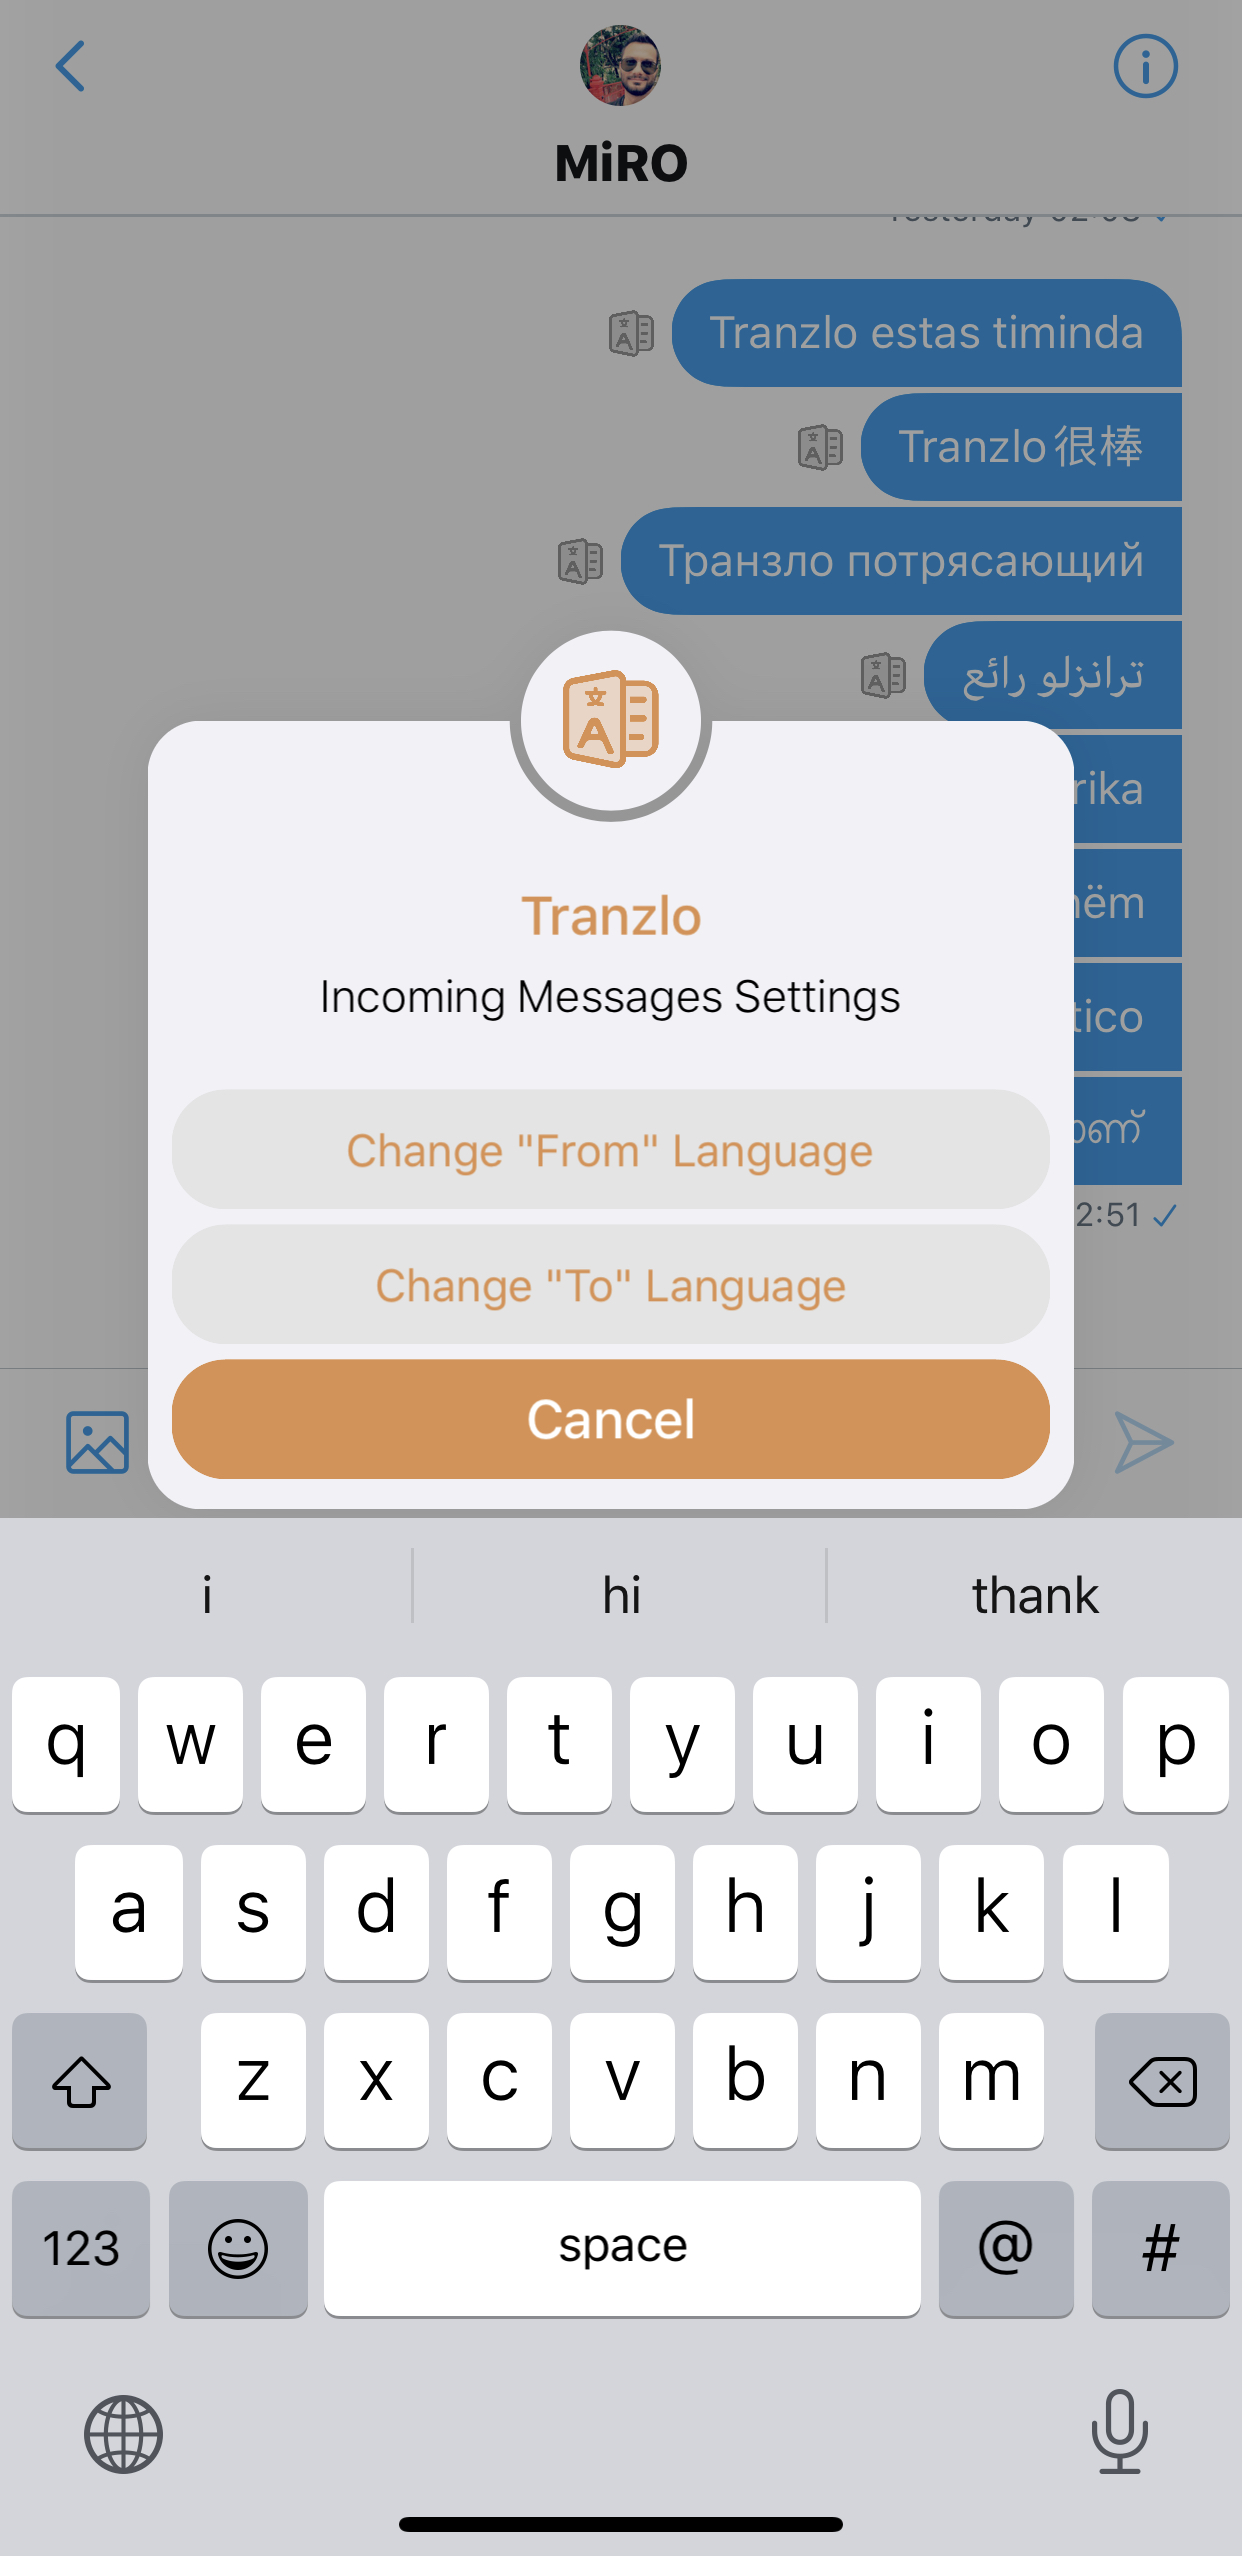 MiRO
Yesterday 02:03
Tranzlo estas timinda
Tranzlo很棒
Транзло потрясающий
ترانزلو رائع
rika
ëm
tico
2:51
Tranzlo
Incoming Messages Settings
Change "From" Language
Change "To" Language
Cancel
i hi thank
q w e r t y u i o p
a s d f g h j k l
z x c v b n m
123 space @ #